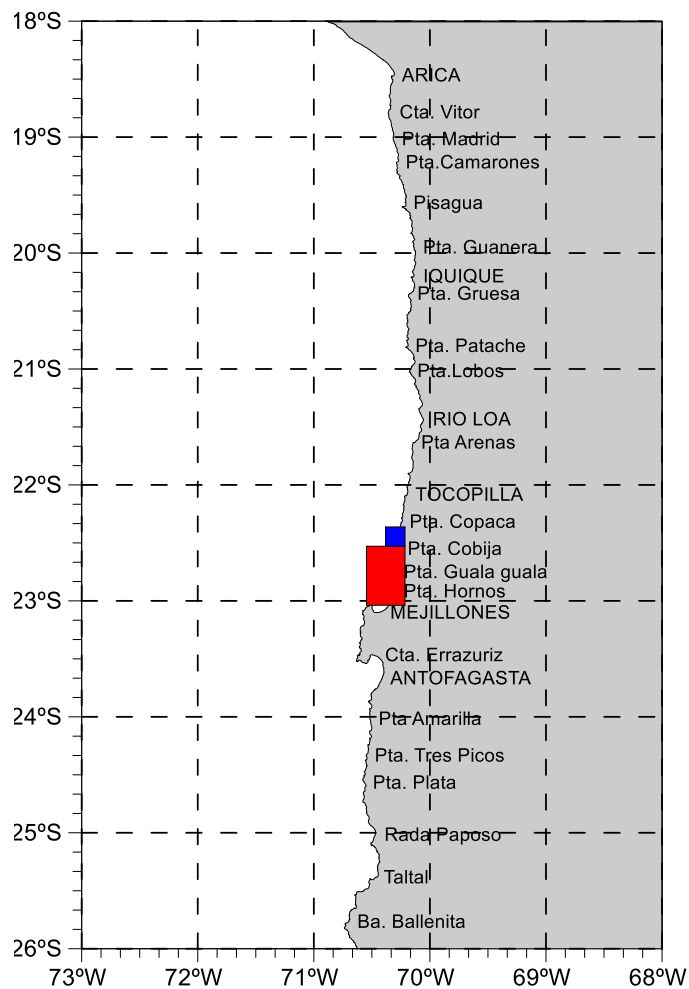 18ºS
ARICA
Cta. Vitor
19ºS
Pta. Madrid
Pta.Camarones
Pisagua
Pta. Guanera
20ºS
IQUIQUE
Pta. Gruesa
Pta. Patache
21ºS
Pta.Lobos
RIO LOA
Pta Arenas
22ºS
TOCOPILLA
Pta. Copaca
Pta. Cobija
Pta. Guala guala
Pta. Hornos
23ºS
MEJILLONES
Cta. Errazuriz
ANTOFAGASTA
24ºS
Pta Amarilla
Pta. Tres Picos
Pta. Plata
25ºS
Rada Paposo
Taltal
Ba. Ballenita
26ºS
73ºW 72ºW 71ºW 70ºW 69ºW 68ºW